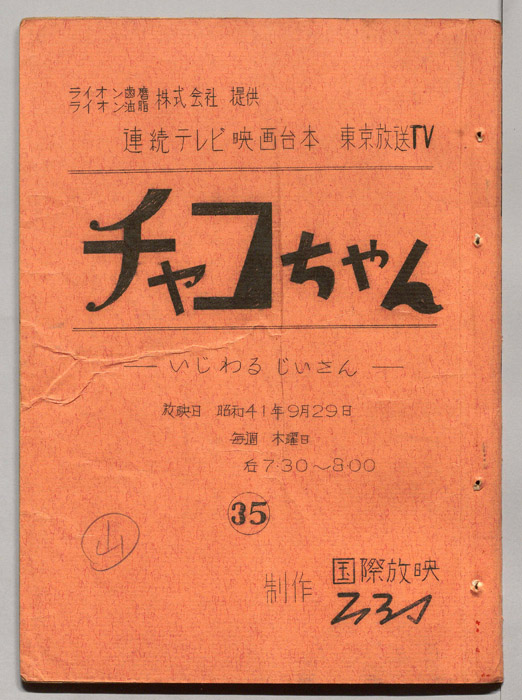 ライオン歯磨
ライオン油脂 株式会社 提供
連続テレビ映画台本 東京放送TV
チャコちゃん
— いじわるじいさん —
放映日 昭和41年9月29日
毎週 木曜日
后7・30～8・00
35
山
制作 国際放映
TBS